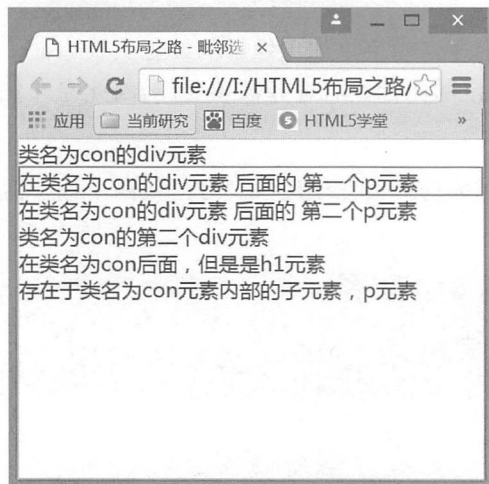 HTML5布局之路 - 毗邻选
file:///I:/HTML5布局之路/
应用 当前研究 百度 HTML5学堂 »
类名为con的div元素
在类名为con的div元素 后面的 第一个p元素
在类名为con的div元素 后面的 第二个p元素
类名为con的第二个div元素
在类名为con后面，但是是h1元素
存在于类名为con元素内部的子元素，p元素